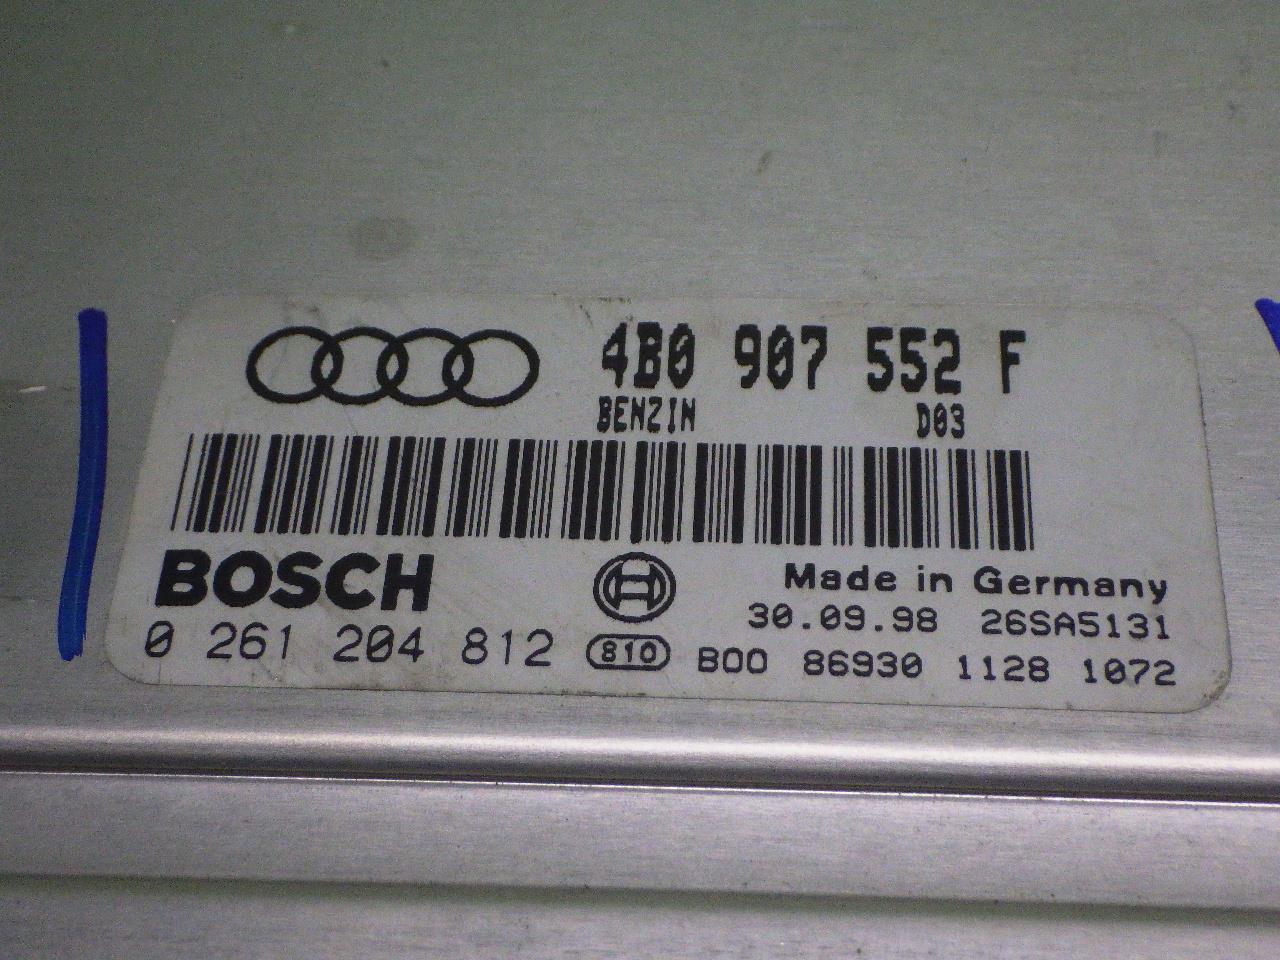 4B0 907 552 F
BENZIN D03
BOSCH
Made in Germany
30.09.98 26SA5131
0 261 204 812 810 B00 86930 1128 1072